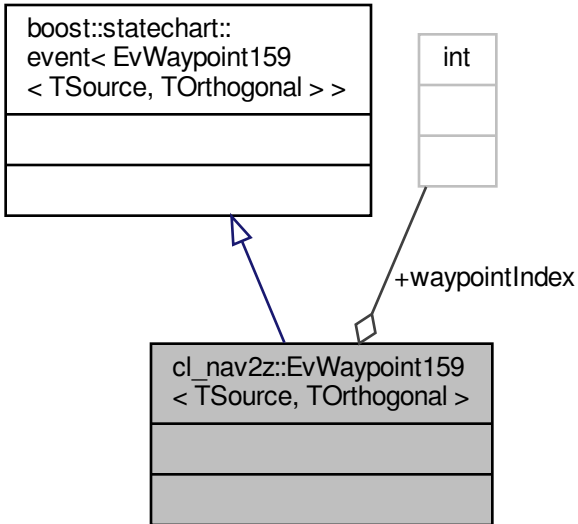 boost::statechart::
event< EvWaypoint159
< TSource, TOrthogonal > >
int
+waypointIndex
cl_nav2z::EvWaypoint159
< TSource, TOrthogonal >